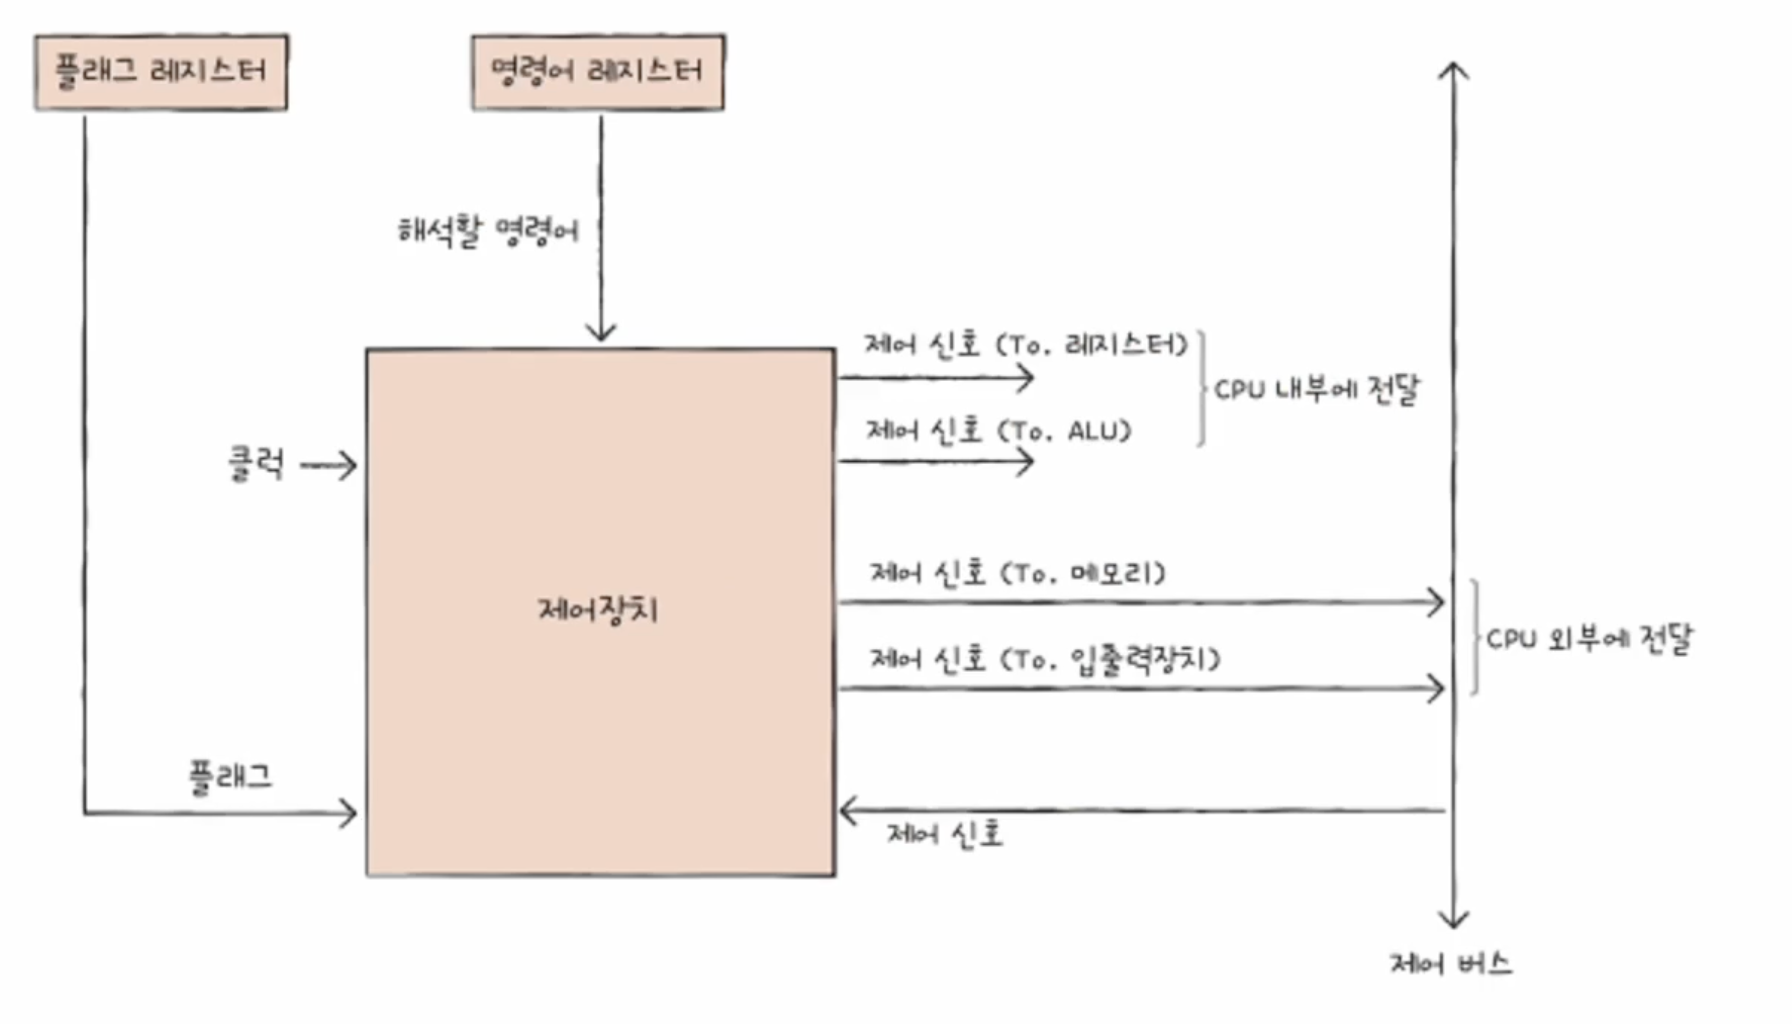 플래그 레지스터
명령어 레지스터
해석할 명령어
제어 신호 (To. 레지스터)
CPU 내부에 전달
제어 신호 (To. ALU)
클럭
제어장치
제어 신호 (To. 메모리)
CPU 외부에 전달
제어 신호 (To. 입출력장치)
플래그
제어 신호
제어 버스